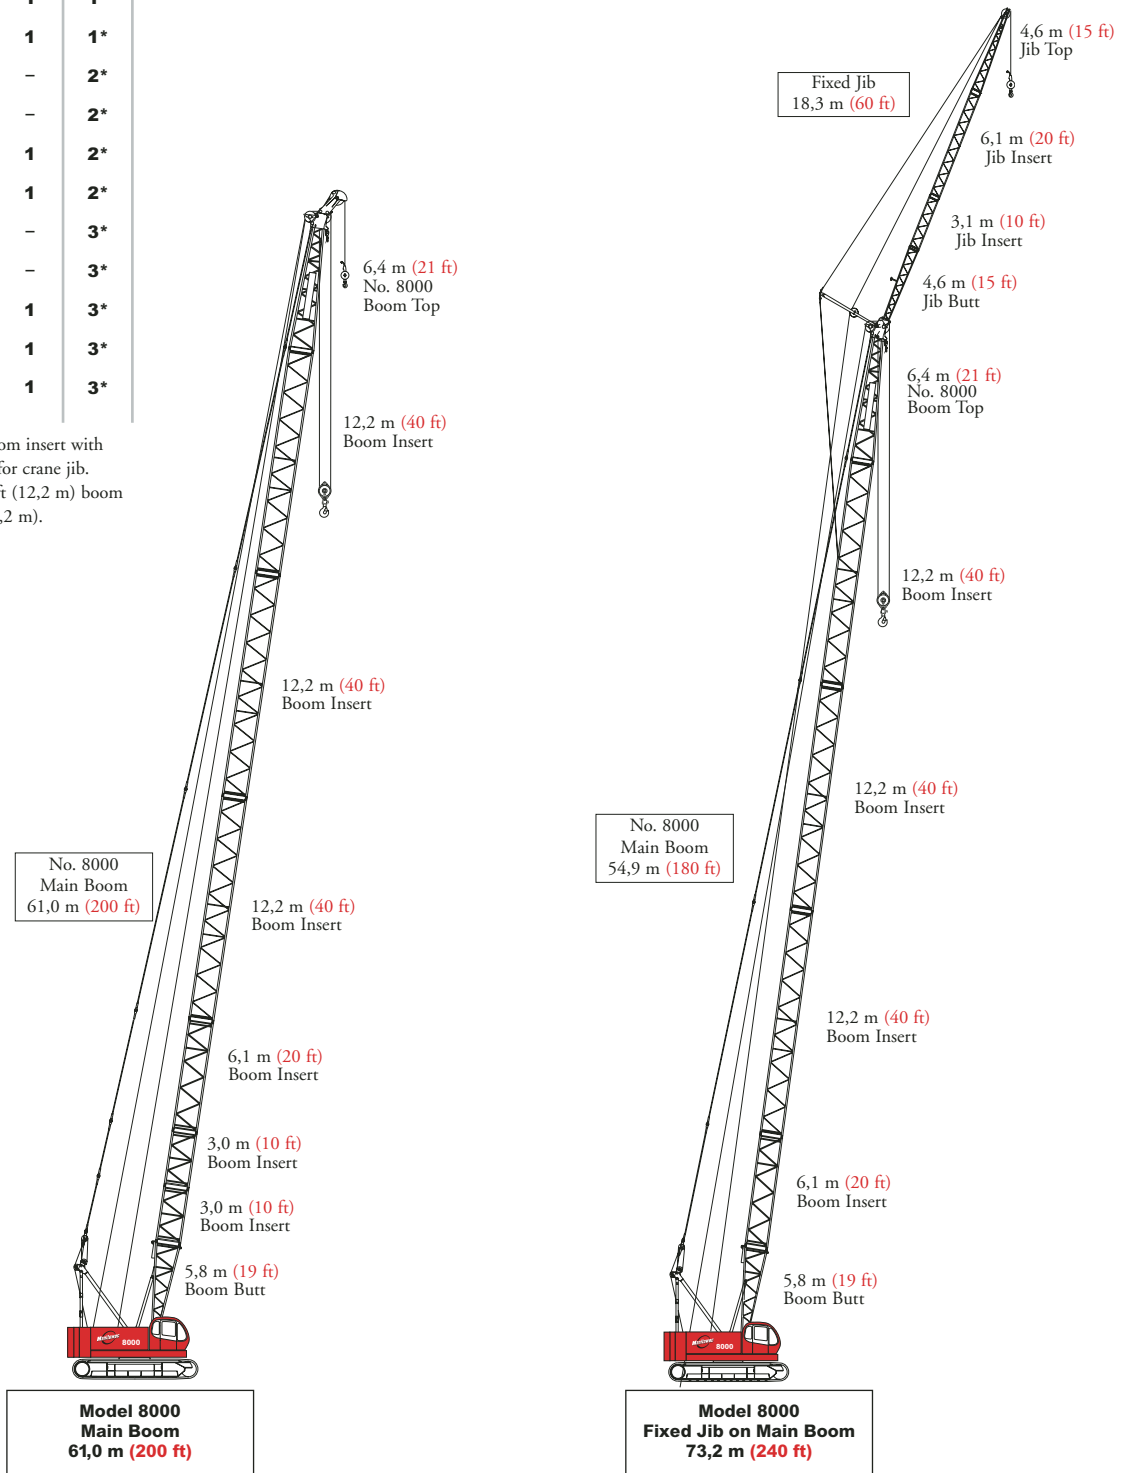 1 1*
– 2*
– 2*
1 2*
1 2*
– 3*
– 3*
1 3*
1 3*
1 3*
om insert with
for crane jib.
ft (12,2 m) boom
,2 m).
6,4 m (21 ft)
No. 8000
Boom Top
12,2 m (40 ft)
Boom Insert
12,2 m (40 ft)
Boom Insert
No. 8000
Main Boom
61,0 m (200 ft)
12,2 m (40 ft)
Boom Insert
6,1 m (20 ft)
Boom Insert
3,0 m (10 ft)
Boom Insert
3,0 m (10 ft)
Boom Insert
5,8 m (19 ft)
Boom Butt
Manitowoc
8000
Model 8000
Main Boom
61,0 m (200 ft)
4,6 m (15 ft)
Jib Top
Fixed Jib
18,3 m (60 ft)
6,1 m (20 ft)
Jib Insert
3,1 m (10 ft)
Jib Insert
4,6 m (15 ft)
Jib Butt
6,4 m (21 ft)
No. 8000
Boom Top
12,2 m (40 ft)
Boom Insert
12,2 m (40 ft)
Boom Insert
No. 8000
Main Boom
54,9 m (180 ft)
12,2 m (40 ft)
Boom Insert
6,1 m (20 ft)
Boom Insert
5,8 m (19 ft)
Boom Butt
Manitowoc
8000
Model 8000
Fixed Jib on Main Boom
73,2 m (240 ft)